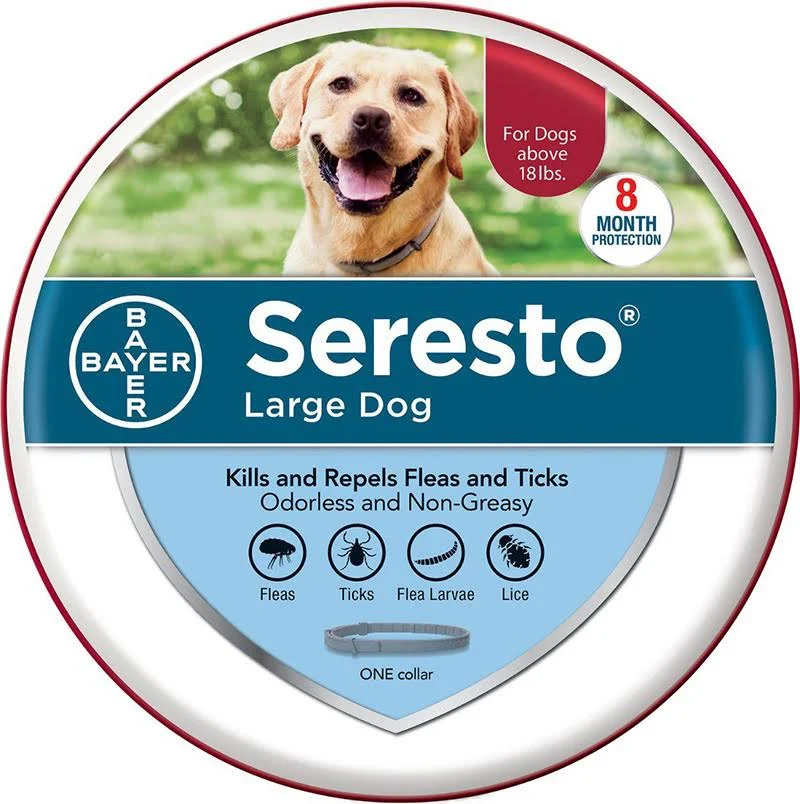 For Dogs
above
18lbs.
8
MONTH
PROTECTION
BAYER
BAYER
Seresto®
Large Dog
Kills and Repels Fleas and Ticks
Odorless and Non-Greasy
Fleas
Ticks
Flea Larvae
Lice
ONE collar